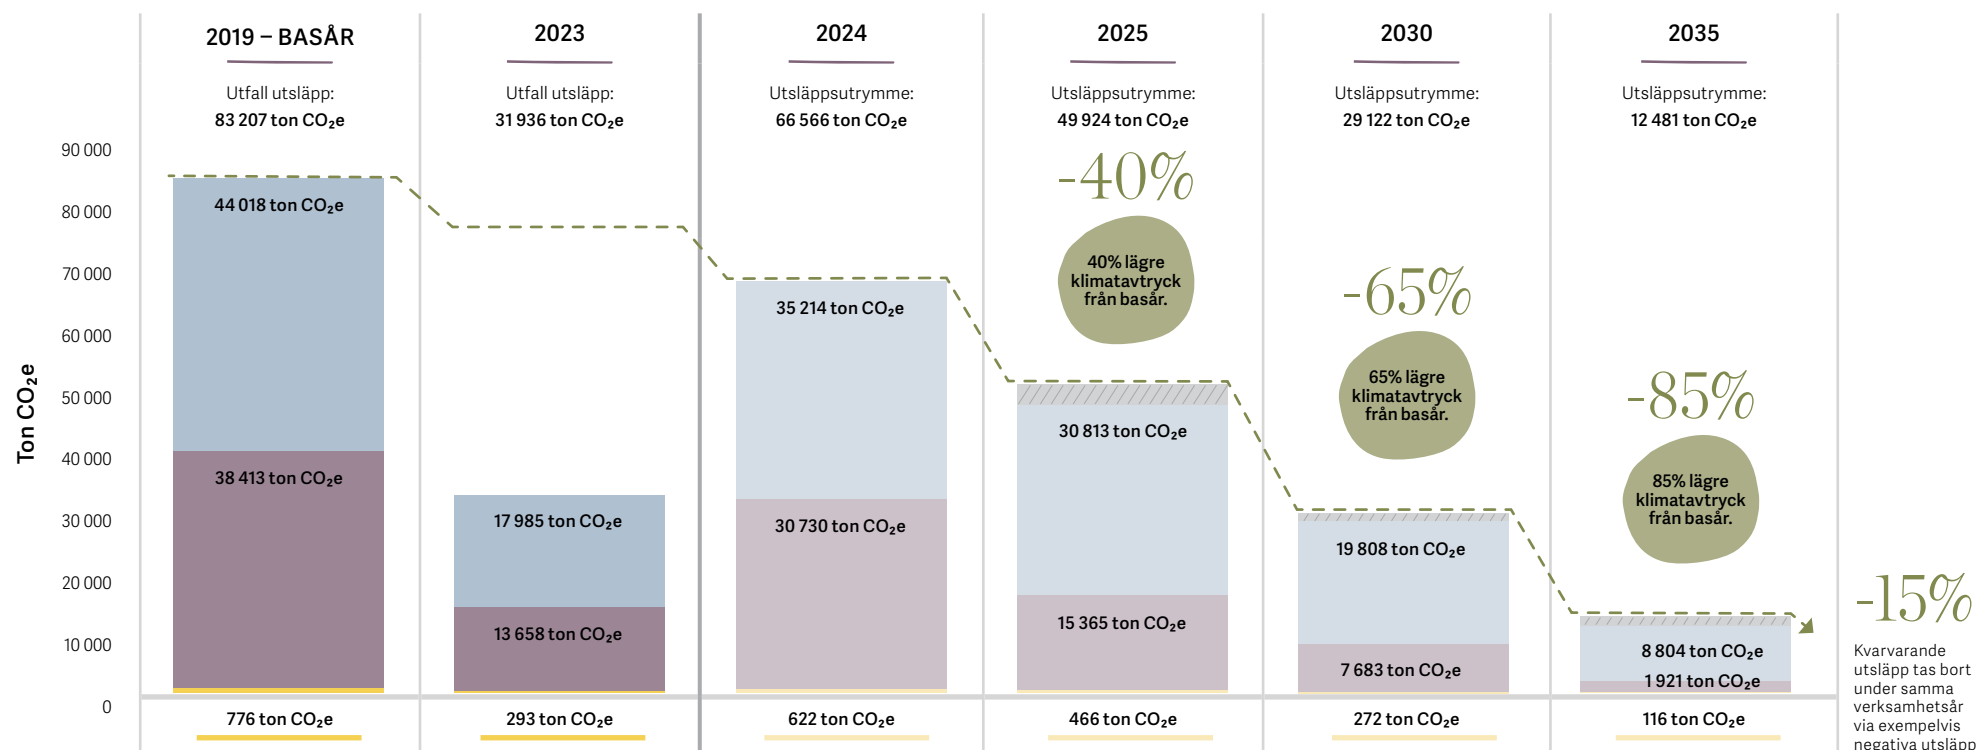 2019 – BASÅR
Utfall utsläpp:
83 207 ton CO₂e
2023
Utfall utsläpp:
31 936 ton CO₂e
2024
Utsläppsutrymme:
66 566 ton CO₂e
2025
Utsläppsutrymme:
49 924 ton CO₂e
2030
Utsläppsutrymme:
29 122 ton CO₂e
2035
Utsläppsutrymme:
12 481 ton CO₂e
Ton CO₂e
90 000
80 000
70 000
60 000
50 000
40 000
30 000
20 000
10 000
0
44 018 ton CO₂e
38 413 ton CO₂e
776 ton CO₂e
17 985 ton CO₂e
13 658 ton CO₂e
293 ton CO₂e
35 214 ton CO₂e
30 730 ton CO₂e
622 ton CO₂e
-40%
40% lägre
klimatavtryck
från basår.
30 813 ton CO₂e
15 365 ton CO₂e
466 ton CO₂e
-65%
65% lägre
klimatavtryck
från basår.
19 808 ton CO₂e
7 683 ton CO₂e
272 ton CO₂e
-85%
85% lägre
klimatavtryck
från basår.
8 804 ton CO₂e
1 921 ton CO₂e
116 ton CO₂e
-15%
Kvarvarande
utsläpp tas bort
under samma
verksamhetsår
via exempelvis
negativa utsläpp